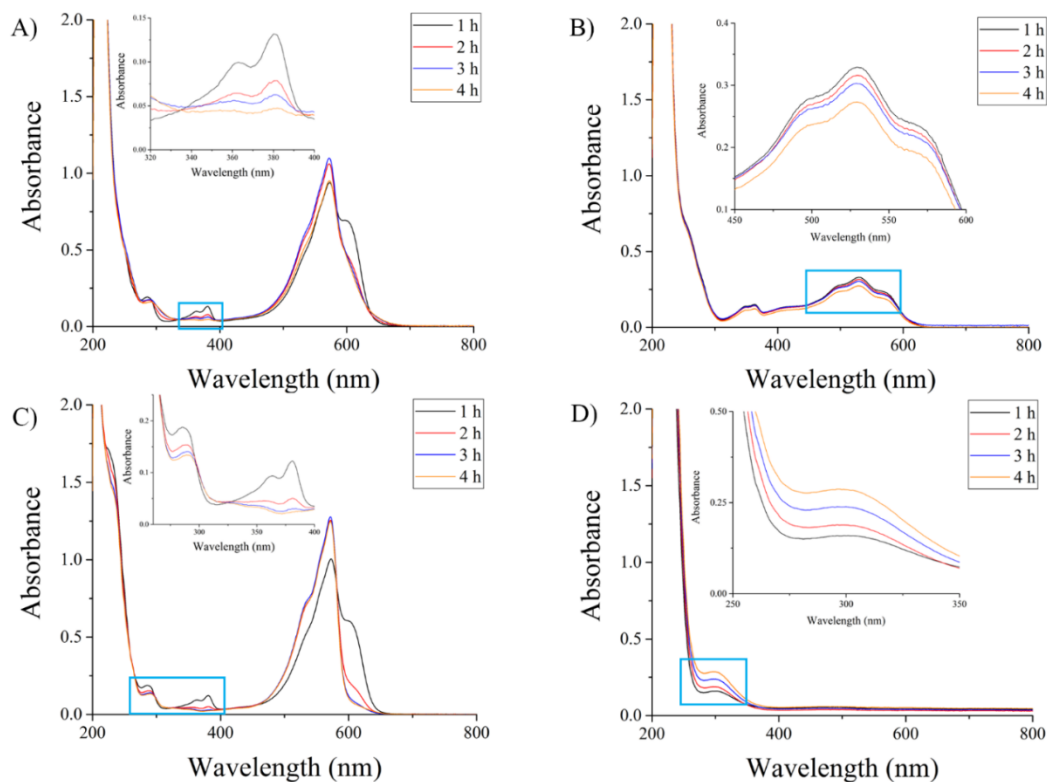 A)
2.0
1.5
1.0
0.5
0.0
Absorbance
200
400
600
800
Wavelength (nm)
1 h
2 h
3 h
4 h
0.15
0.10
0.05
0.00
Absorbance
320
340
360
380
400
Wavelength (nm)
B)
2.0
1.5
1.0
0.5
0.0
Absorbance
200
400
600
800
Wavelength (nm)
1 h
2 h
3 h
4 h
0.4
0.3
0.2
0.1
Absorbance
450
500
550
600
Wavelength (nm)
C)
2.0
1.5
1.0
0.5
0.0
Absorbance
200
400
600
800
Wavelength (nm)
1 h
2 h
3 h
4 h
0.2
0.1
0.0
Absorbance
300
350
400
Wavelength (nm)
D)
2.0
1.5
1.0
0.5
0.0
Absorbance
200
400
600
800
Wavelength (nm)
1 h
2 h
3 h
4 h
0.50
0.25
0.00
Absorbance
250
300
350
Wavelength (nm)